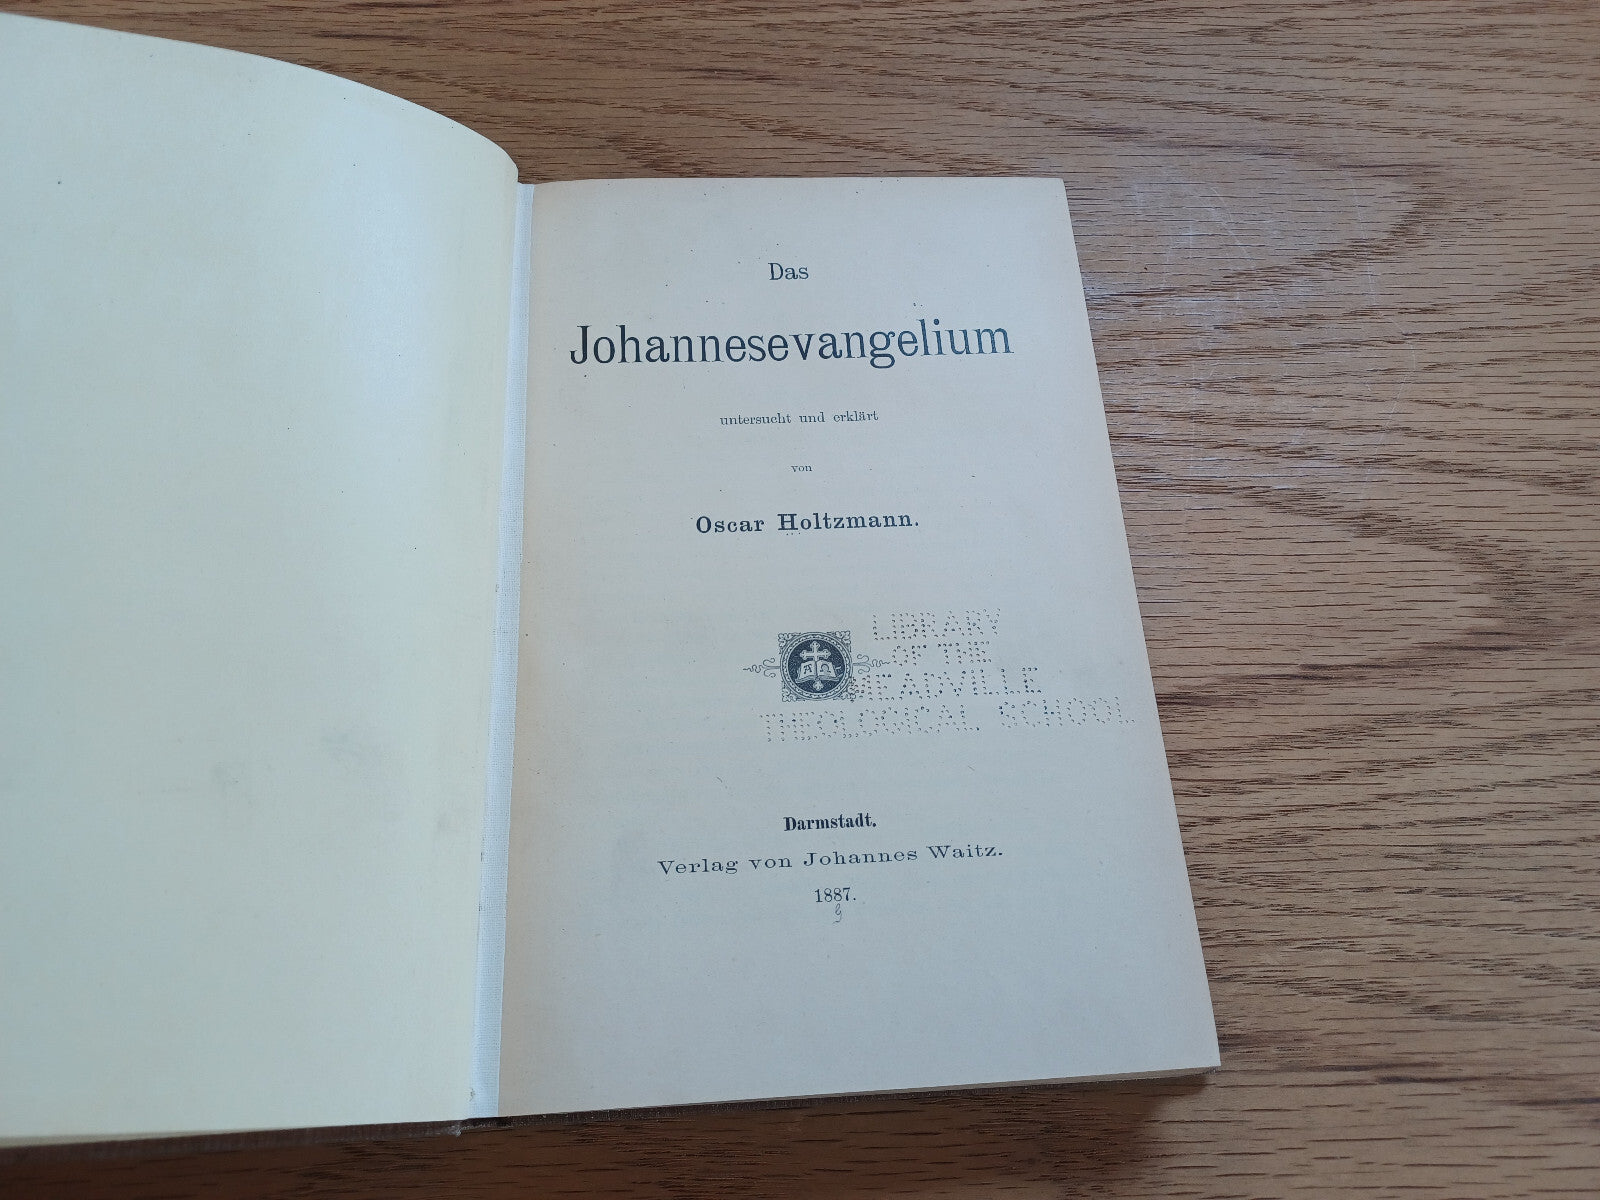 Das
Johannesevangelium
untersucht und erklärt
von
Oscar Holtzmann.
A Ω
LIBRARY
OF THE
MEADVILLE
THEOLOGICAL SCHOOL
Darmstadt.
Verlag von Johannes Waitz.
1887.